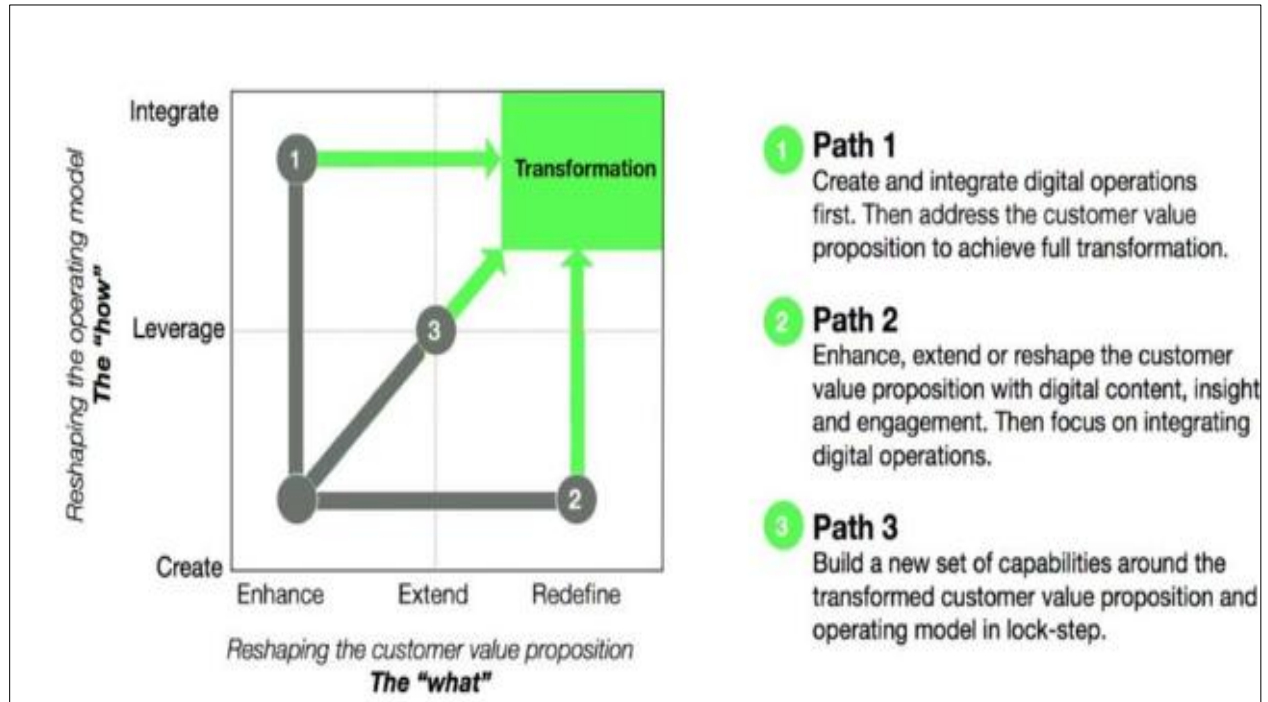 Integrate
Leverage
Create
Reshaping the operating model
The "how"
1
3
2
Transformation
Enhance
Extend
Redefine
Reshaping the customer value proposition
The "what"
1
Path 1
Create and integrate digital operations
first. Then address the customer value
proposition to achieve full transformation.
2
Path 2
Enhance, extend or reshape the customer
value proposition with digital content, insight
and engagement. Then focus on integrating
digital operations.
3
Path 3
Build a new set of capabilities around the
transformed customer value proposition and
operating model in lock-step.